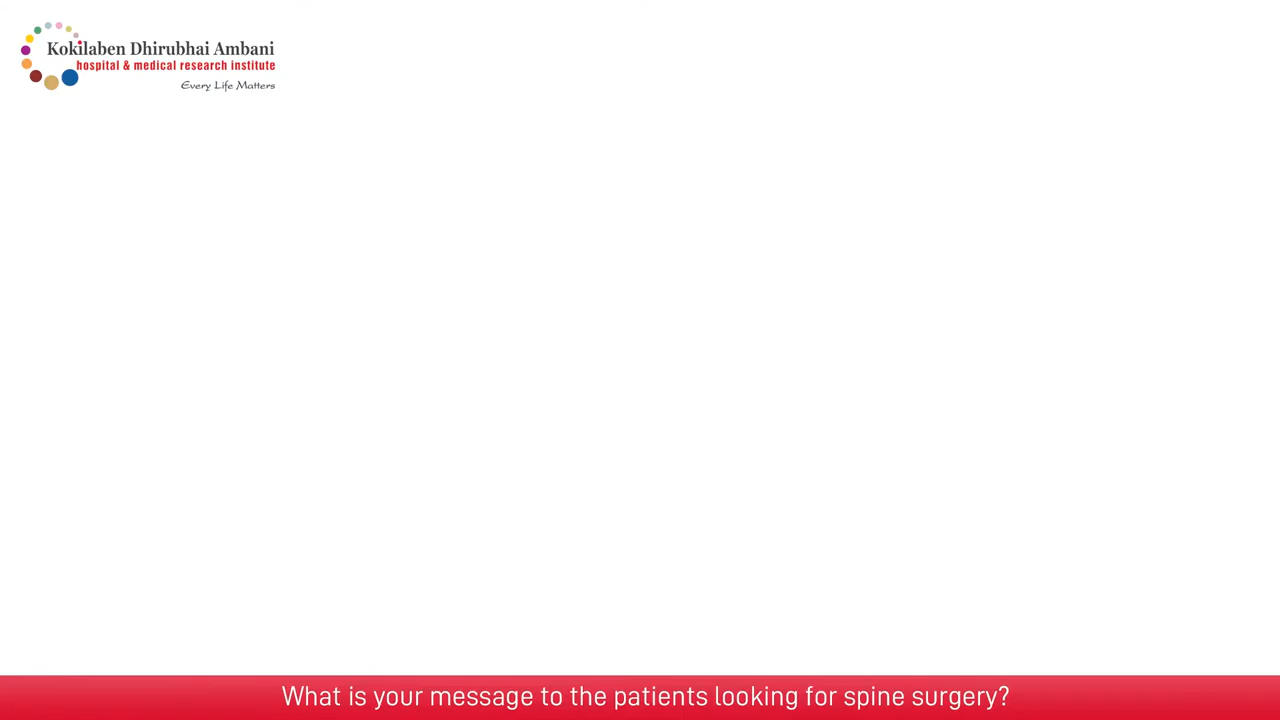 Kokilaben Dhirubhai Ambani
hospital & medical research institute
Every Life Matters
What is your message to the patients looking for spine surgery?